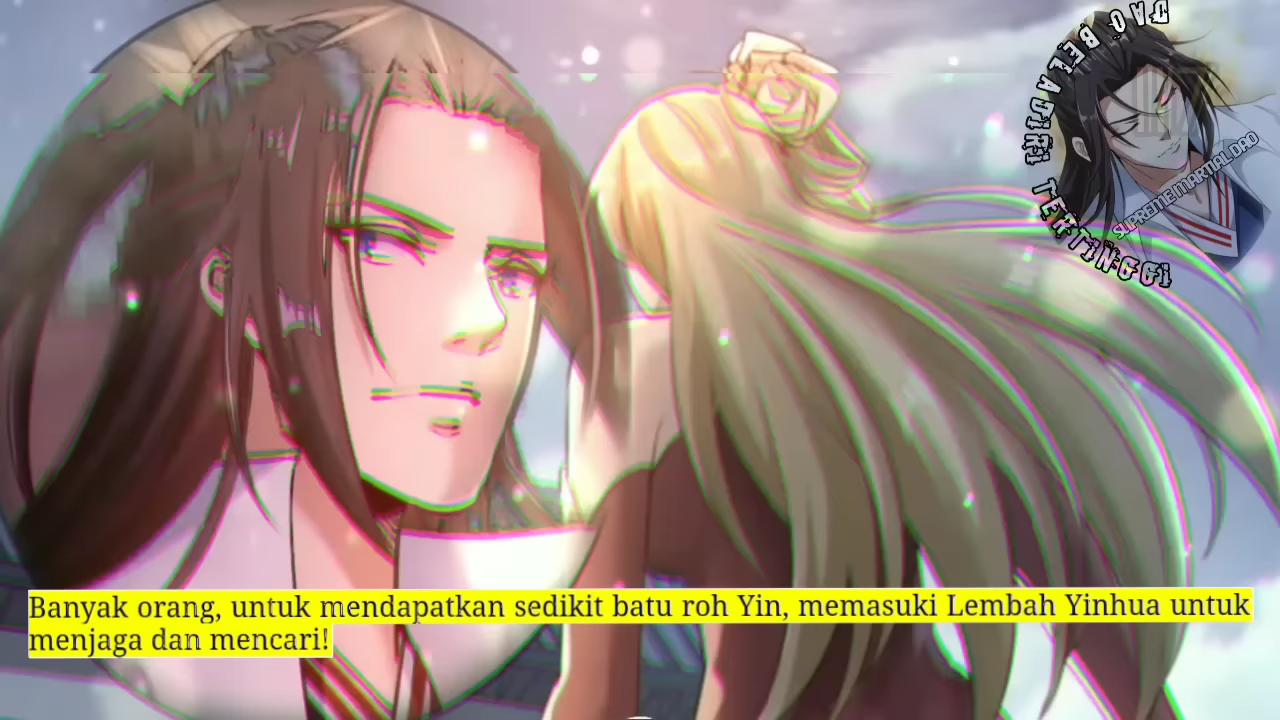 DAO BELADIRI TERTINGGI
SUPREME MARTIAL DAO
Banyak orang, untuk mendapatkan sedikit batu roh Yin, memasuki Lembah Yinhua untuk
menjaga dan mencari!